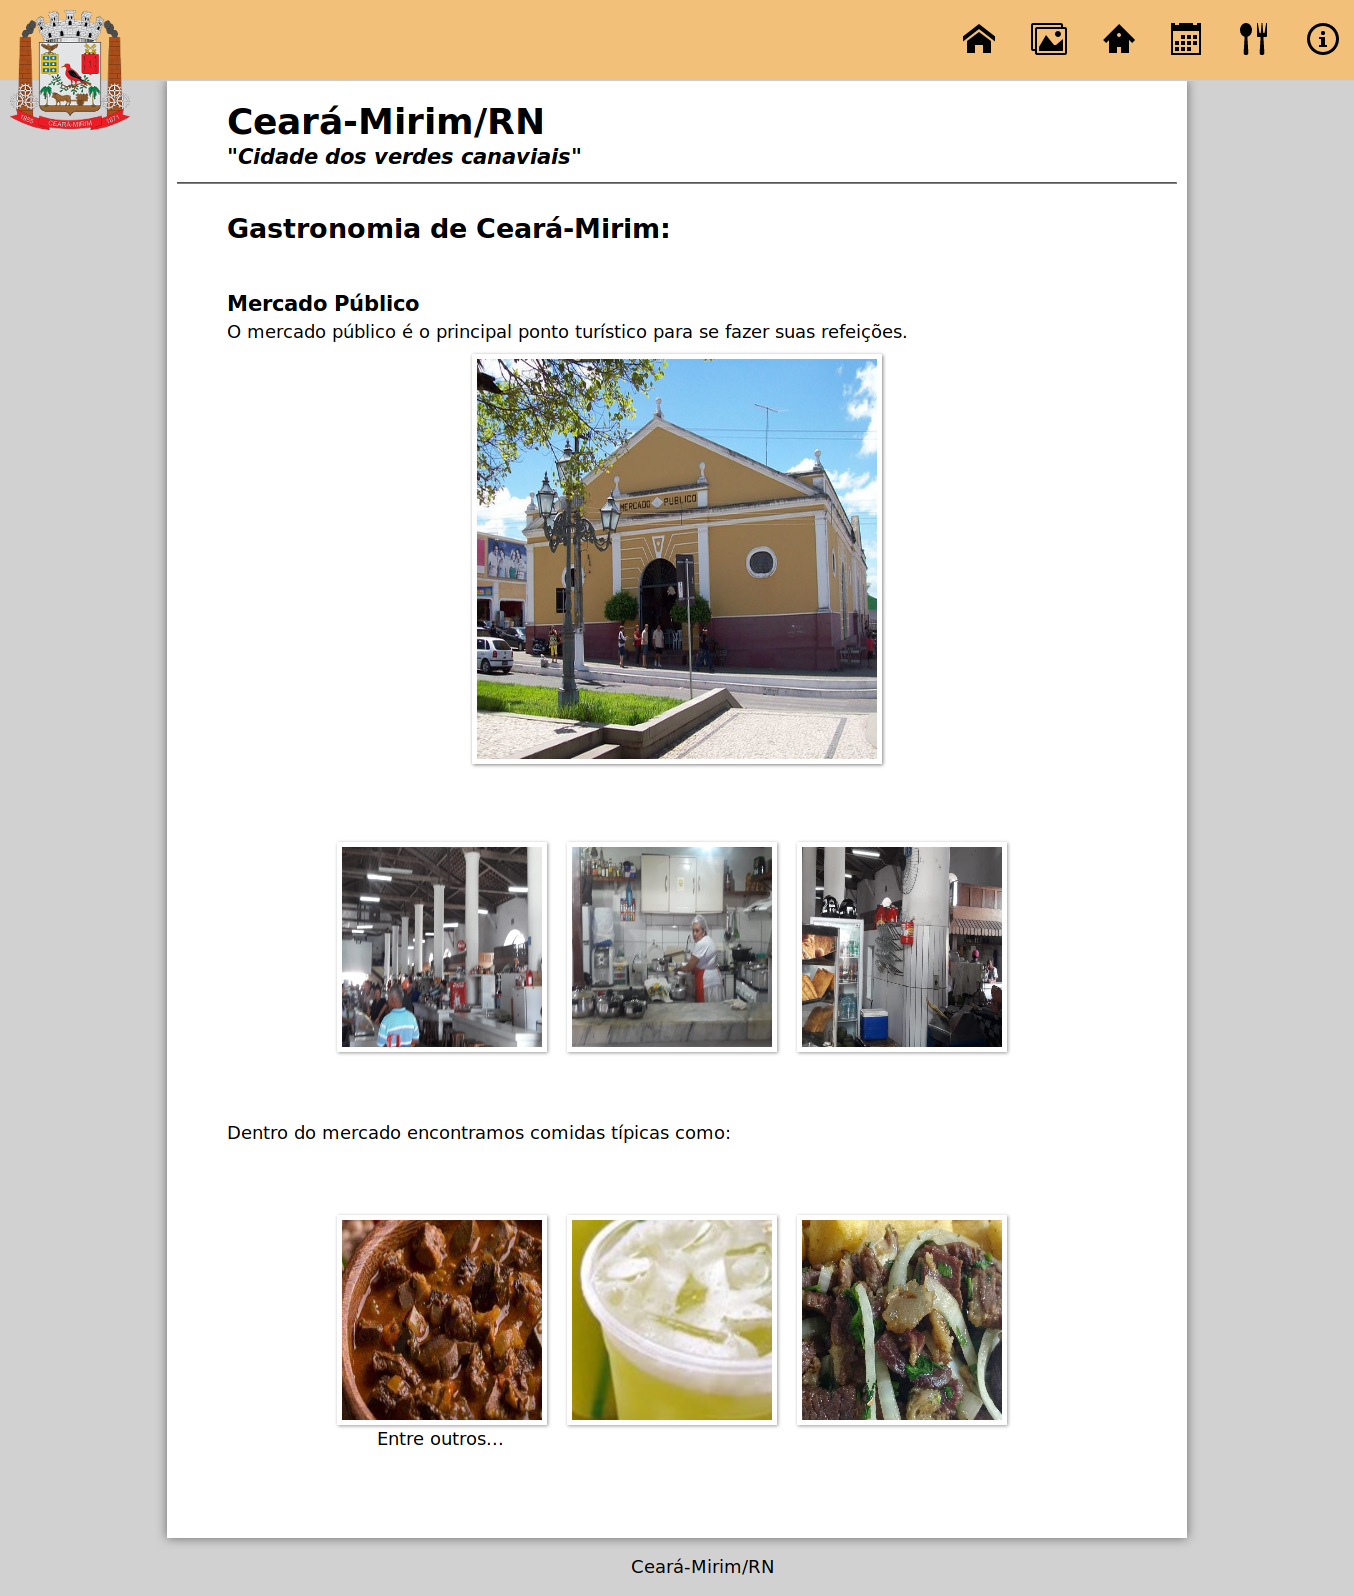 1855 CEARÁ-MIRIM 1871
Ceará-Mirim/RN
"Cidade dos verdes canaviais"
Gastronomia de Ceará-Mirim:
Mercado Público
O mercado público é o principal ponto turístico para se fazer suas refeições.
MERCADO PUBLICO
Dentro do mercado encontramos comidas típicas como:
Entre outros...
Ceará-Mirim/RN